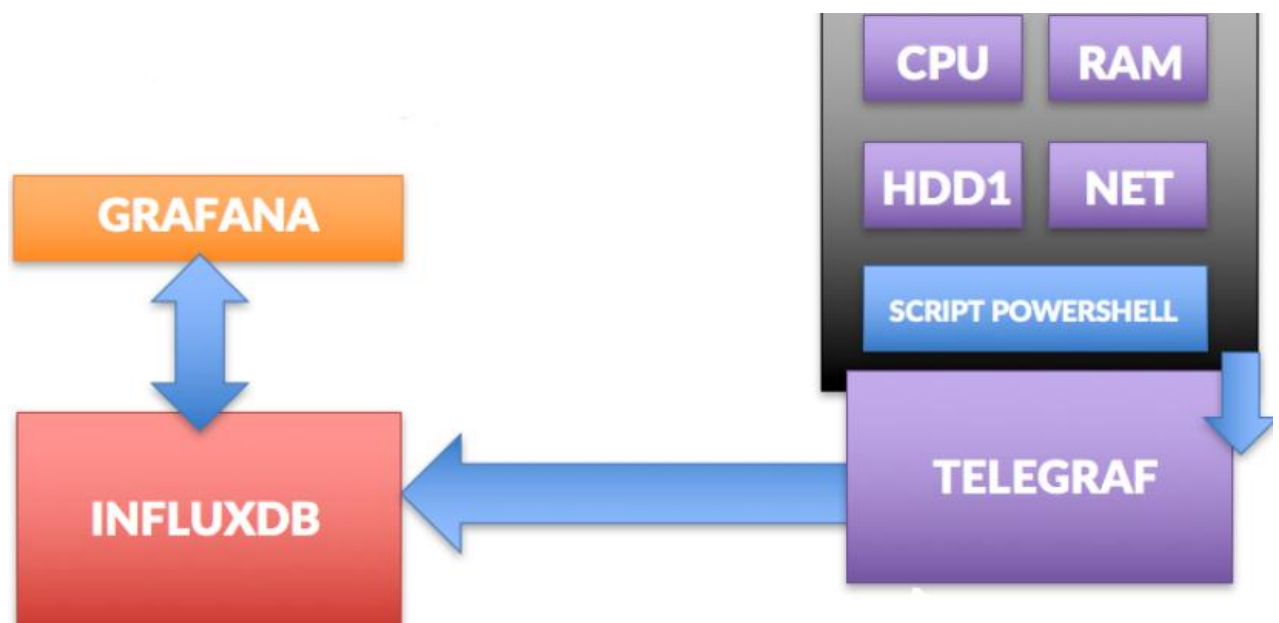 CPU RAM
HDD1 NET
GRAFANA
SCRIPT POWERSHELL
TELEGRAF
INFLUXDB